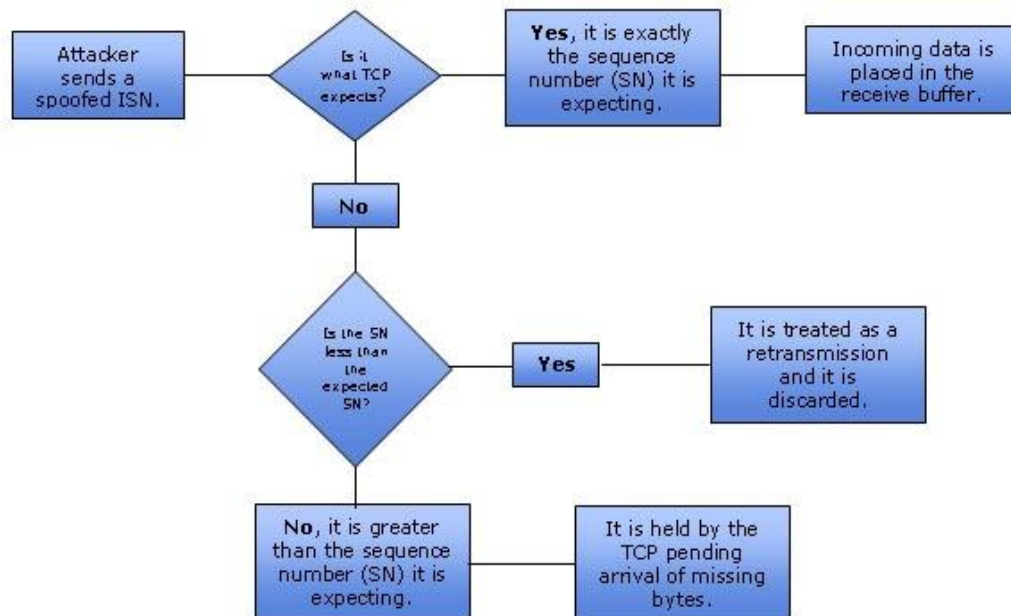 Attacker
sends a
spoofed ISN.
Is it
what TCP
expects?
Yes, it is exactly
the sequence
number (SN) it is
expecting.
Incoming data is
placed in the
receive buffer.
No
Is the SN
less than
the
expected
SN?
Yes
It is treated as a
retransmission
and it is
discarded.
No, it is greater
than the sequence
number (SN) it is
expecting.
It is held by the
TCP pending
arrival of missing
bytes.